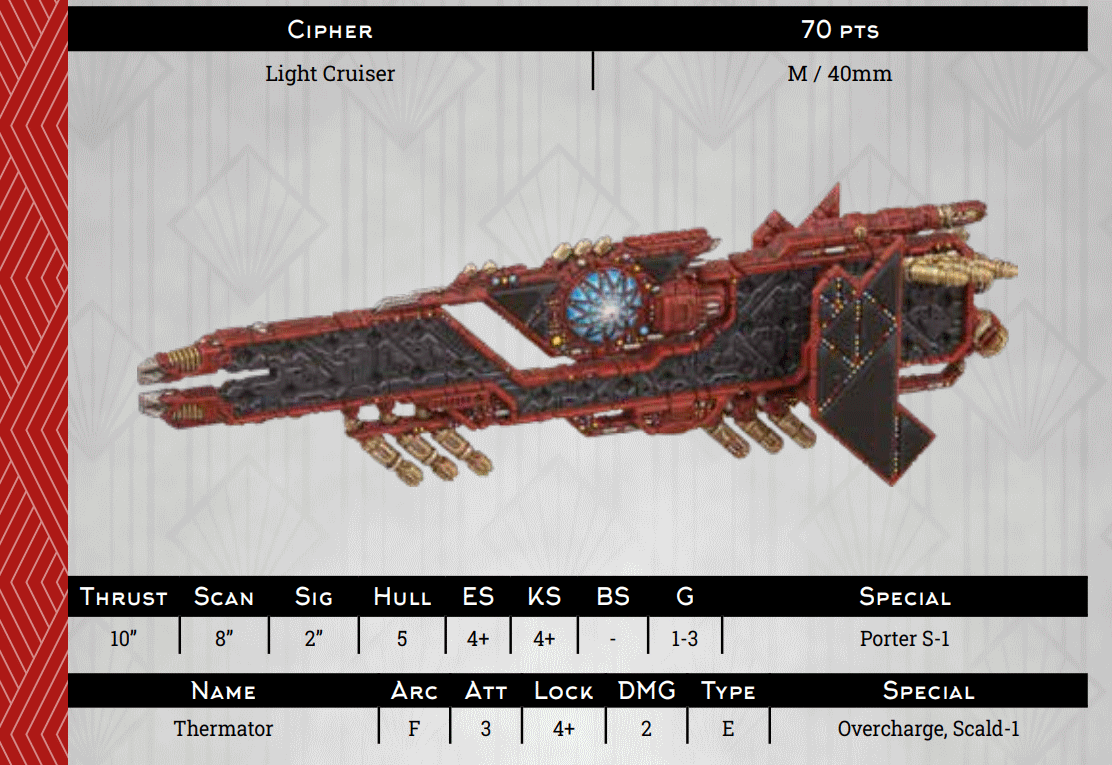 Cipher 70 pts
Light Cruiser M / 40mm
Thrust Scan Sig Hull ES KS BS G Special
10” 8” 2” 5 4+ 4+ - 1-3 Porter S-1
Name Arc Att Lock DMG Type Special
Thermator F 3 4+ 2 E Overcharge, Scald-1